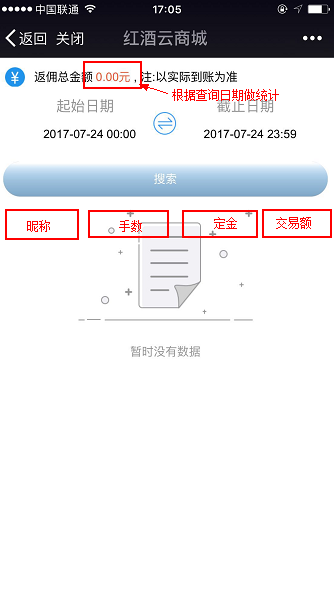 中国联通 17:05
返回 关闭 红酒云商城
返佣总金额 0.00元 , 注:以实际到账为准
根据查询日期做统计
起始日期 截止日期
2017-07-24 00:00 2017-07-24 23:59
搜索
昵称 手数 定金 交易额
暂时没有数据